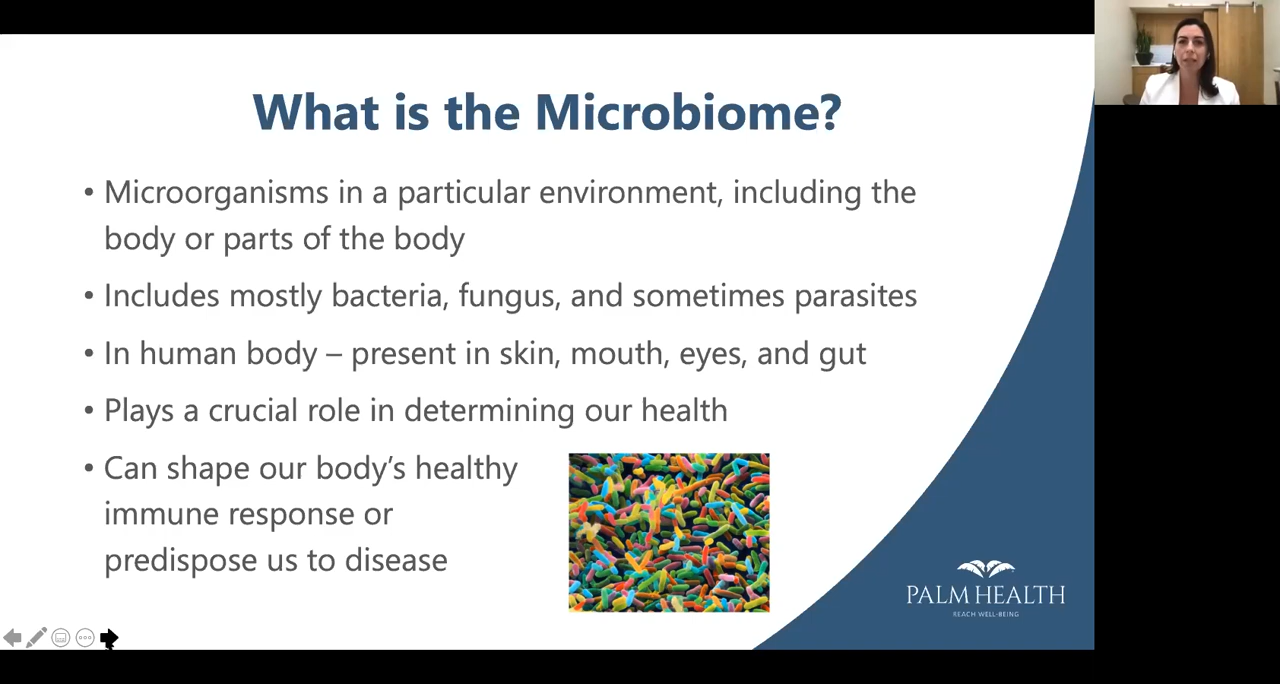 What is the Microbiome?
• Microorganisms in a particular environment, including the
body or parts of the body
• Includes mostly bacteria, fungus, and sometimes parasites
• In human body – present in skin, mouth, eyes, and gut
• Plays a crucial role in determining our health
• Can shape our body's healthy
immune response or
predispose us to disease
PALM HEALTH
REACH WELL-BEING